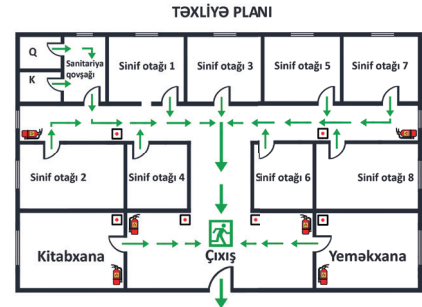 TƏXLİYƏ PLANI
Q
K
Sanitariya
qovşağı
Sinif otağı 1
Sinif otağı 3
Sinif otağı 5
Sinif otağı 7
Sinif otağı 2
Sinif otağı 4
Sinif otağı 6
Sinif otağı 8
Kitabxana
Çıxış
Yeməkxana